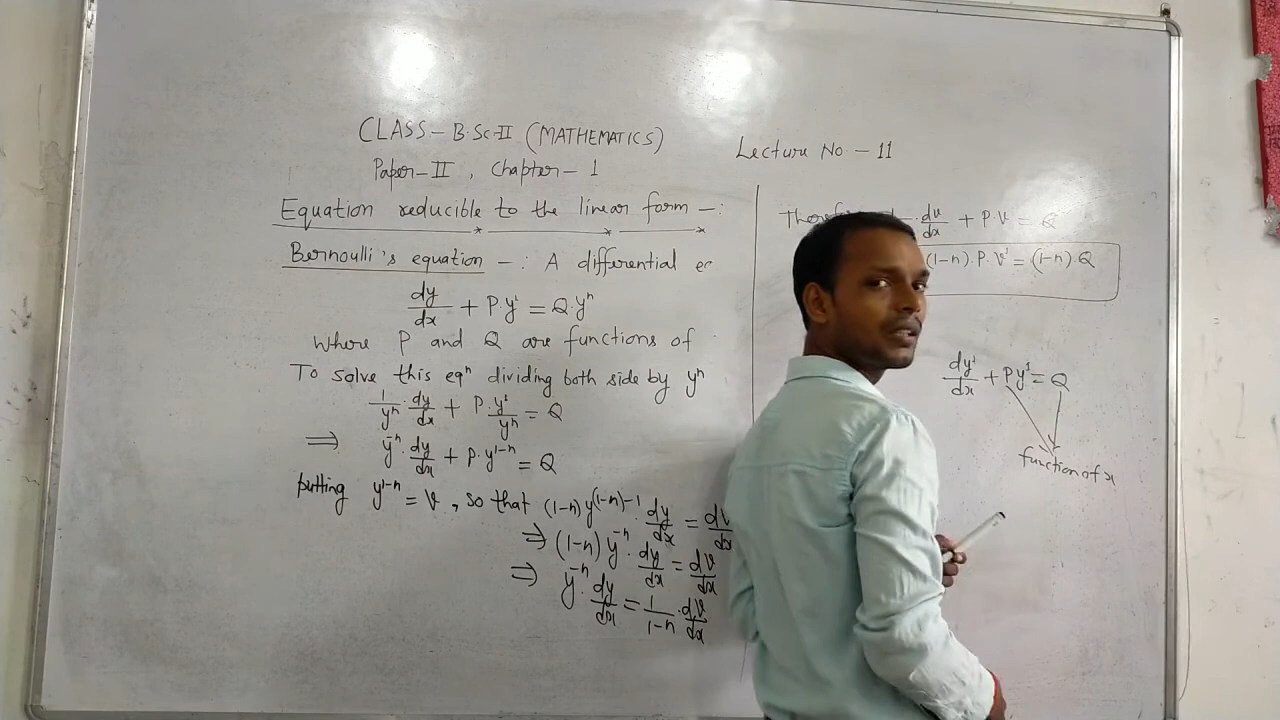 CLASS - B.Sc-II (MATHEMATICS)
Lecture No. - 11
Paper - II , Chapter - 1
Equation reducible to the linear form - :
Bernoulli's equation - : A differential
dy/dx + P.y¹ = Q.yⁿ
where P and Q are functions of
To solve this eqⁿ dividing both side by yⁿ
1/yⁿ . dy/dx + P.y¹/yⁿ = Q
⇒ y⁻ⁿ . dy/dx + P.y¹⁻ⁿ = Q
putting y¹⁻ⁿ = v , so that (1-n) y⁽¹⁻ⁿ⁾⁻¹ . dy/dx = dv/dx
⇒ (1-n) y⁻ⁿ . dy/dx = dv/dx
⇒ y⁻ⁿ . dy/dx = 1/1-n . dv/dx
. dv/dx + P.v = Q
(1-n).P.v¹ = (1-n).Q
dy¹/dx + Py¹ = Q
function of x